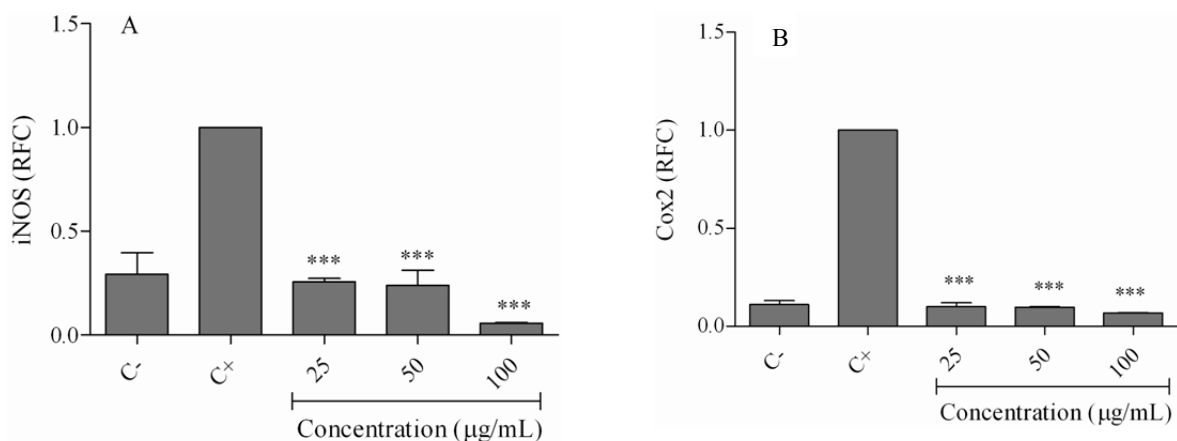 A
iNOS (RFC)
1.5
1.0
0.5
0.0
***
***
***
C-
C+
25
50
100
Concentration (µg/mL)
B
Cox2 (RFC)
1.5
1.0
0.5
0.0
***
***
***
C-
C+
25
50
100
Concentration (µg/mL)